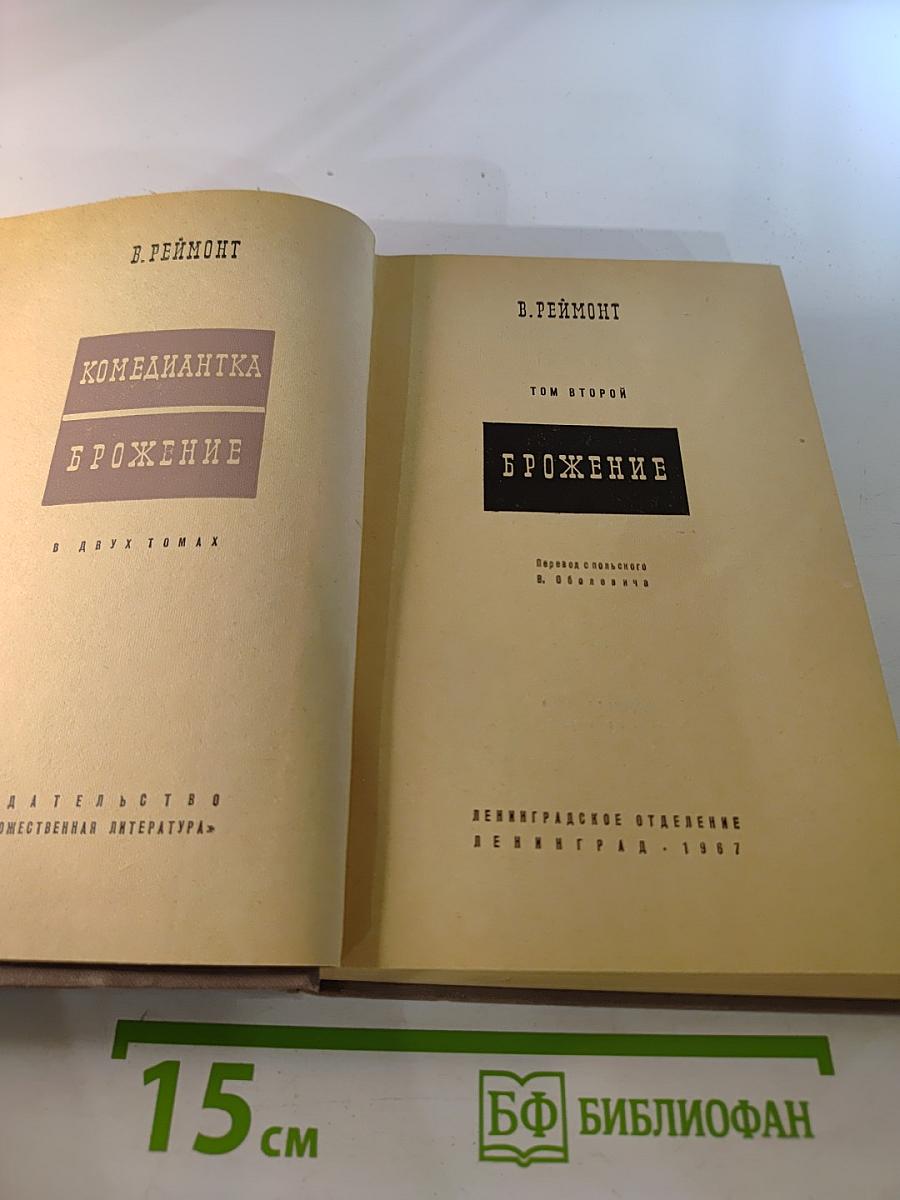 В. РЕЙМОНТ
КОМЕДИАНТКА
БРОЖЕНИЕ
В ДВУХ ТОМАХ
ДАТЕЛЬСТВО
ОЖЕСТВЕННАЯ ЛИТЕРАТУРА»
В. РЕЙМОНТ
ТОМ ВТОРОЙ
БРОЖЕНИЕ
Перевод с польского
В. Оболевича
ЛЕНИНГРАДСКОЕ ОТДЕЛЕНИЕ
ЛЕНИНГРАД · 1967
15 см
БФ БИБЛИОФАН